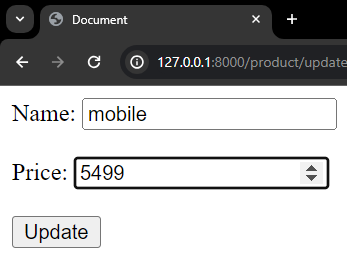 Document
127.0.0.1:8000/product/update
Name: mobile
Price: 5499
Update